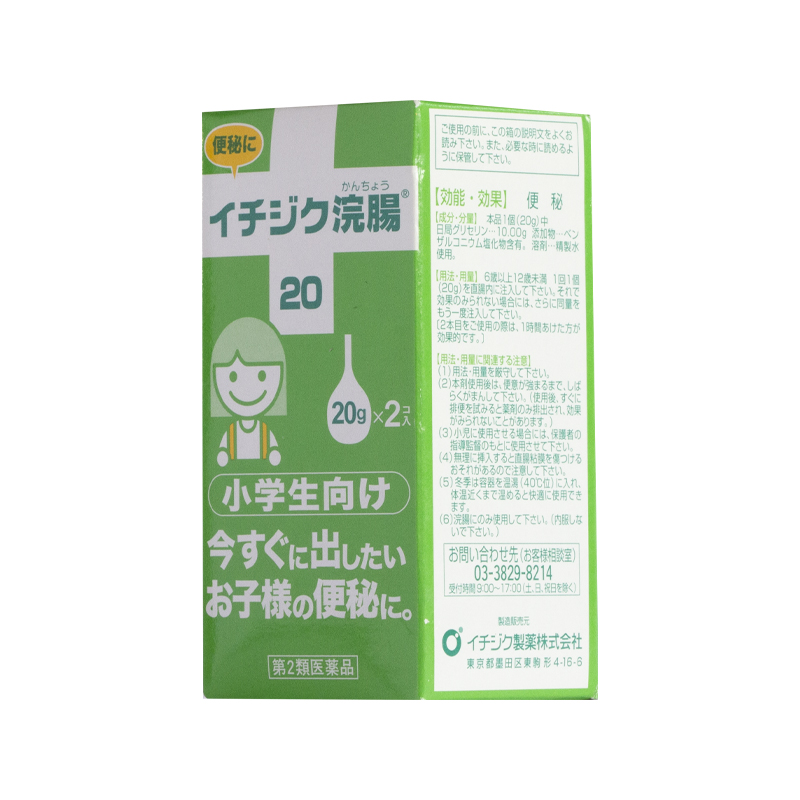 便秘に
かんちょう
イチジク浣腸®
20
20g×2コ入
小学生向け
今すぐに出したい
お子様の便秘に。
第2類医薬品
ご使用の前に、この箱の説明文をよくお
読み下さい。また、必要な時に読めるよ
うに保管して下さい。
【効能・効果】 便秘
【成分・分量】 本品1個(20g)中
日局グリセリン…10.00g 添加物…ベン
ザルコニウム塩化物含有。溶剤…精製水
使用。
【用法・用量】 6歳以上12歳未満 1回1個
(20g)を直腸内に注入して下さい。それで
効果のみられない場合には、さらに同量を
もう一度注入して下さい。
〔2本目をご使用の際は、1時間あけた方が
効果的です。〕
【用法・用量に関連する注意】
(1)用法・用量を厳守して下さい。
(2)本剤使用後は、便意が強まるまで、しば
らくがまんして下さい。(使用後、すぐに
排便を試みると薬剤のみ排出され、効果
がみられないことがあります。)
(3)小児に使用させる場合には、保護者の
指導監督のもとに使用させて下さい。
(4)無理に挿入すると直腸粘膜を傷つける
おそれがあるので注意して下さい。
(5)冬季は容器を温湯(40℃位)に入れ、
体温近くまで温めると快適に使用でき
ます。
(6)浣腸にのみ使用して下さい。(内服しな
いで下さい。)
お問い合わせ先(お客様相談室)
03-3829-8214
受付時間9:00～17:00(土、日、祝日を除く)
製造販売元
イチジク製薬株式会社
東京都墨田区東駒形4-16-6